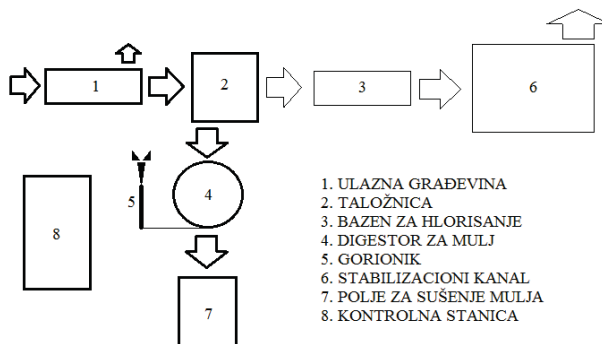 1
2
3
6
5
4
8
7
1. ULAZNA GRAĐEVINA
2. TALOŽNICA
3. BAZEN ZA HLORISANJE
4. DIGESTOR ZA MULJ
5. GORIONIK
6. STABILIZACIONI KANAL
7. POLJE ZA SUŠENJE MULJA
8. KONTROLNA STANICA